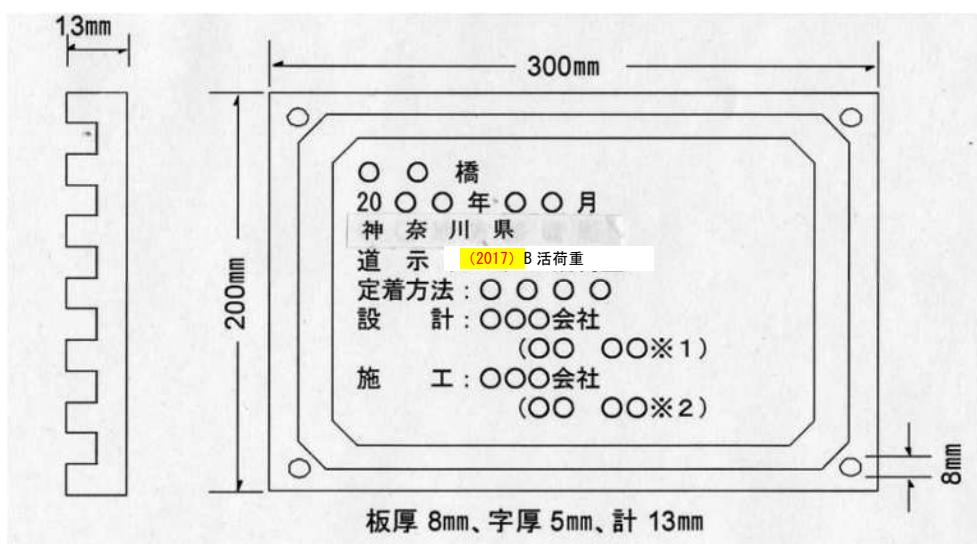 13mm
300mm
200mm
○ ○ 橋
20 ○ ○ 年 ○ ○ 月
神 奈 川 県
道 示 (2017) B 活荷重
定着方法：○ ○ ○ ○
設 計：○○○会社
(○○ ○○※1)
施 工：○○○会社
(○○ ○○※2)
8mm
板厚 8mm、字厚 5mm、計 13mm